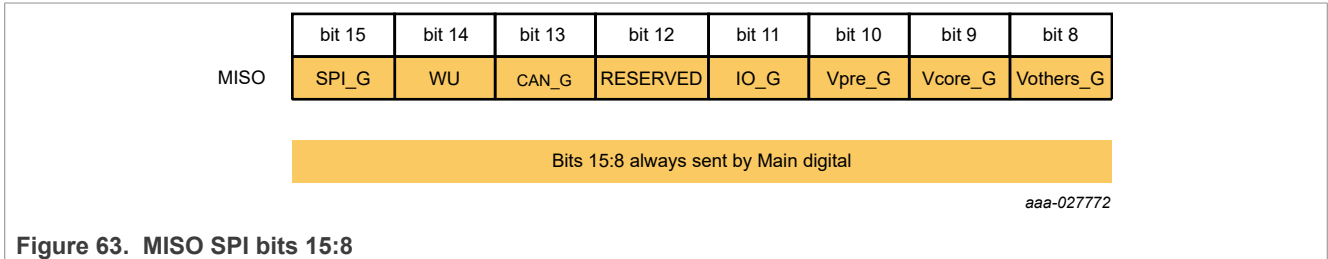 bit 15 bit 14 bit 13 bit 12 bit 11 bit 10 bit 9 bit 8
MISO SPI_G WU CAN_G RESERVED IO_G Vpre_G Vcore_G Vothers_G
Bits 15:8 always sent by Main digital
aaa-027772
Figure 63. MISO SPI bits 15:8